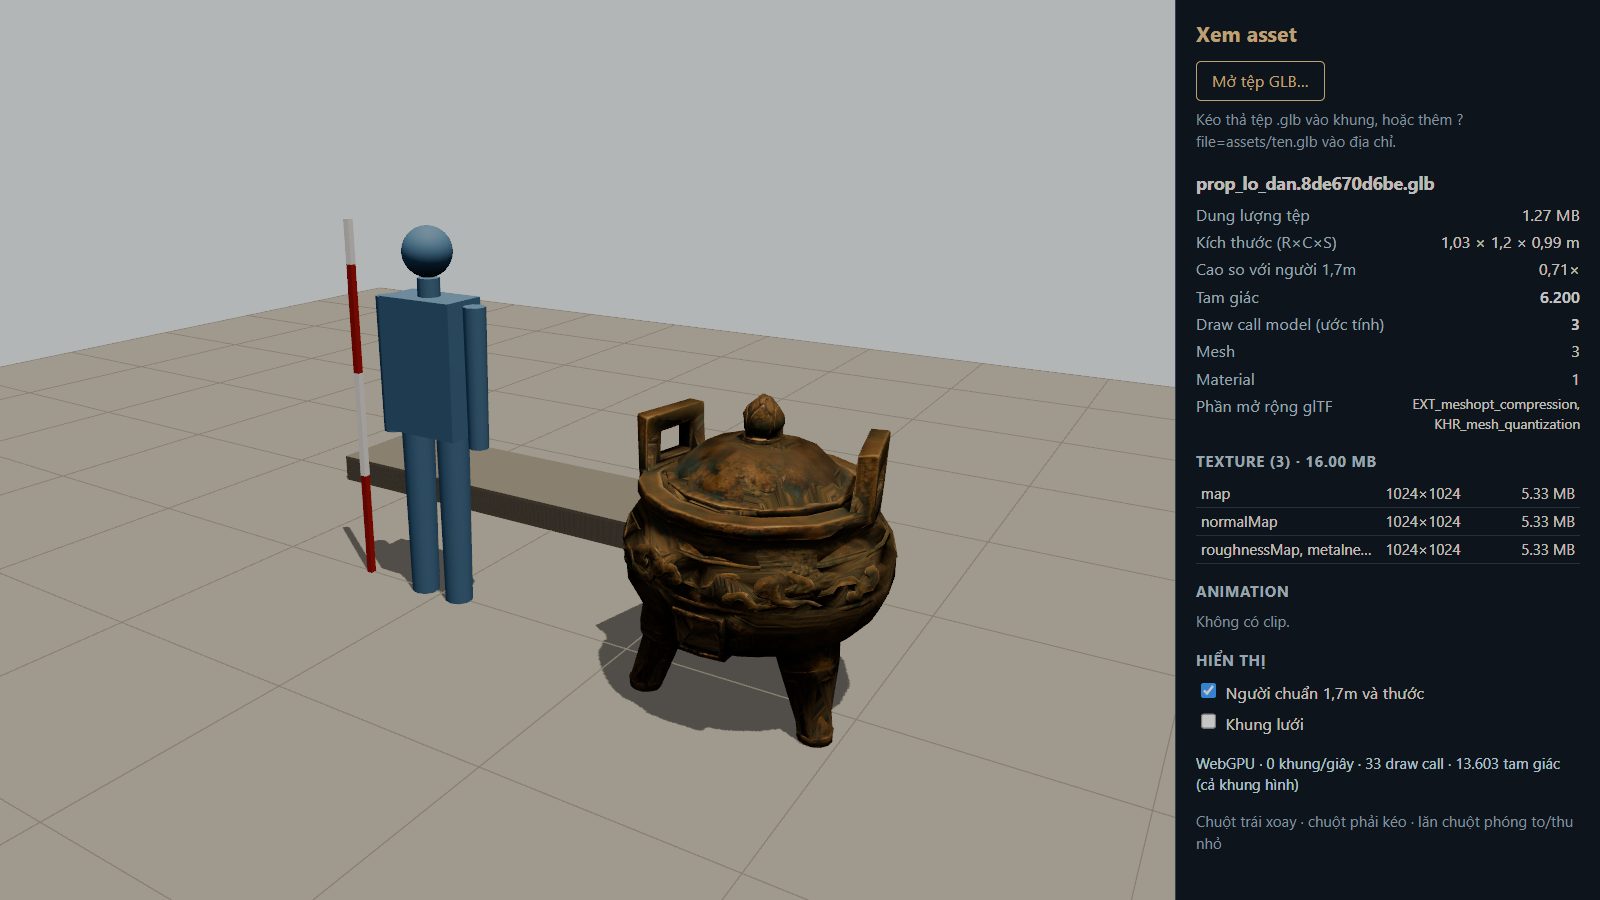 Xem asset
Mở tệp GLB...
Kéo thả tệp .glb vào khung, hoặc thêm ?
file=assets/ten.glb vào địa chỉ.
prop_lo_dan.8de670d6be.glb
Dung lượng tệp 1.27 MB
Kích thước (R×C×S) 1,03 × 1,2 × 0,99 m
Cao so với người 1,7m 0,71×
Tam giác 6.200
Draw call model (ước tính) 3
Mesh 3
Material 1
Phần mở rộng glTF EXT_meshopt_compression,
KHR_mesh_quantization
TEXTURE (3) · 16.00 MB
map 1024×1024 5.33 MB
normalMap 1024×1024 5.33 MB
roughnessMap, metalne... 1024×1024 5.33 MB
ANIMATION
Không có clip.
HIỂN THỊ
Người chuẩn 1,7m và thước
Khung lưới
WebGPU · 0 khung/giây · 33 draw call · 13.603 tam giác
(cả khung hình)
Chuột trái xoay · chuột phải kéo · lăn chuột phóng to/thu
nhỏ